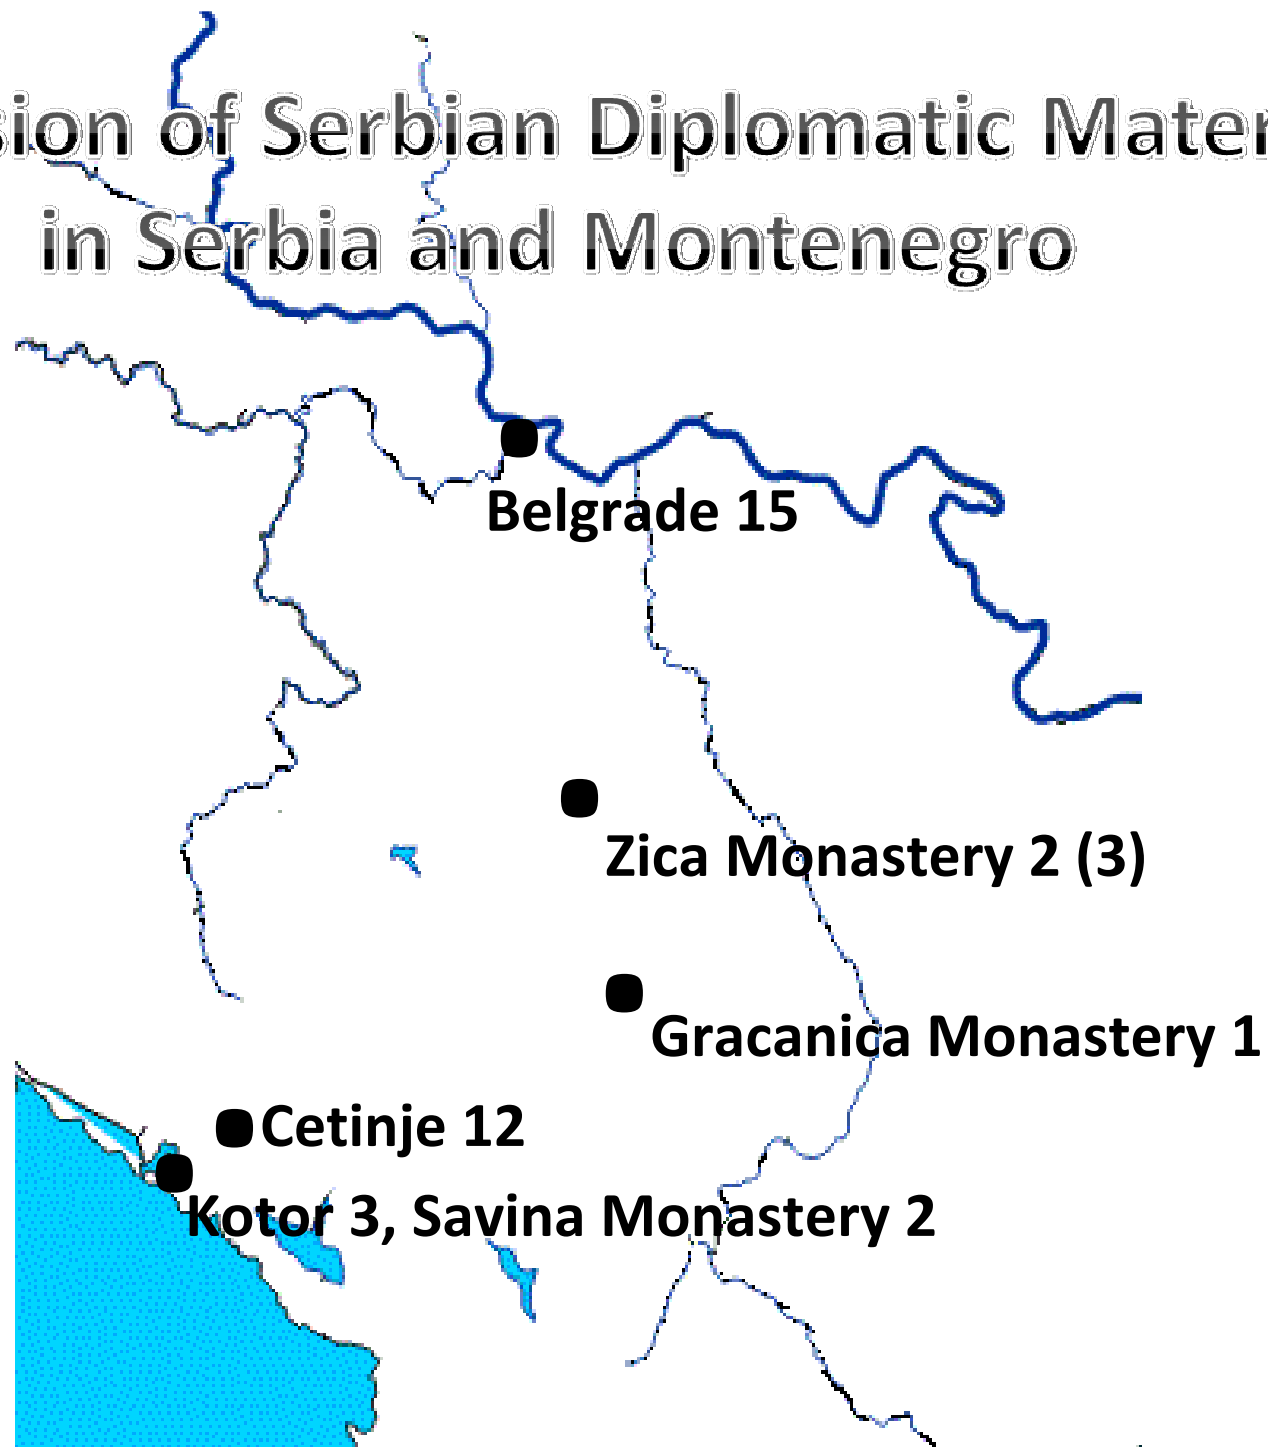 sion of Serbian Diplomatic Mater
in Serbia and Montenegro
Belgrade 15
Zica Monastery 2 (3)
Gracanica Monastery 1
Cetinje 12
Kotor 3, Savina Monastery 2